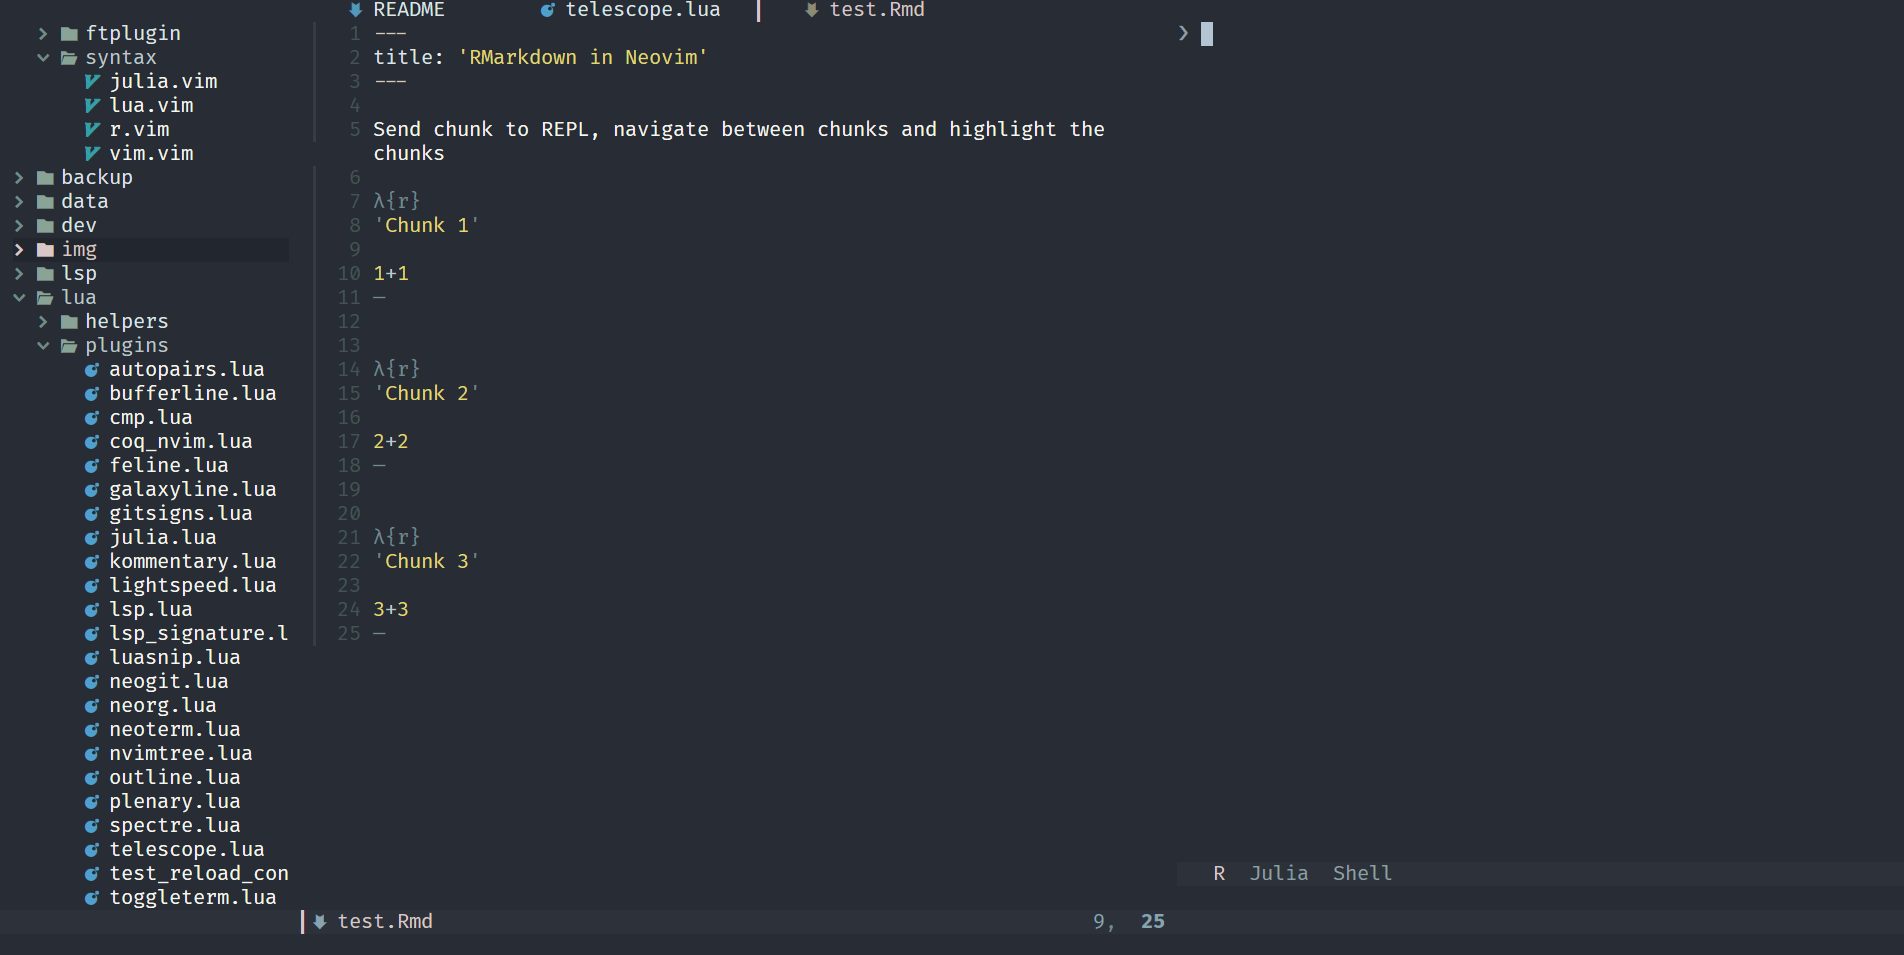 README telescope.lua test.Rmd
ftplugin
syntax
julia.vim
lua.vim
r.vim
vim.vim
backup
data
dev
img
lsp
lua
helpers
plugins
autopairs.lua
bufferline.lua
cmp.lua
coq_nvim.lua
feline.lua
galaxyline.lua
gitsigns.lua
julia.lua
kommentary.lua
lightspeed.lua
lsp.lua
lsp_signature.l
luasnip.lua
neogit.lua
neorg.lua
neoterm.lua
nvimtree.lua
outline.lua
plenary.lua
spectre.lua
telescope.lua
test_reload_con
toggleterm.lua
1 ---
2 title: 'RMarkdown in Neovim'
3 ---
4
5 Send chunk to REPL, navigate between chunks and highlight the
chunks
6
7 λ{r}
8 'Chunk 1'
9
10 1+1
11 —
12
13
14 λ{r}
15 'Chunk 2'
16
17 2+2
18 —
19
20
21 λ{r}
22 'Chunk 3'
23
24 3+3
25 —
❯
R Julia Shell
test.Rmd 9, 25